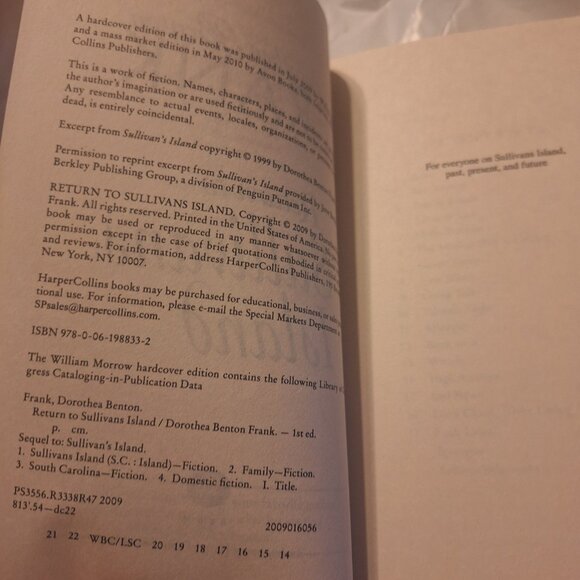 A hardcover edition of this book was published in July 2009 by
and a mass market edition in May 2010 by Avon Books, both
Collins Publishers.
This is a work of fiction. Names, characters, places, and incidents
the author's imagination or are used fictitiously and are not to be
Any resemblance to actual events, locales, organizations, or
dead, is entirely coincidental.
Excerpt from Sullivan's Island copyright © 1999 by Dorothea Benton
Permission to reprint excerpt from Sullivan's Island provided by
Berkley Publishing Group, a division of Penguin Putnam Inc.
RETURN TO SULLIVANS ISLAND. Copyright © 2009 by
Frank. All rights reserved. Printed in the United States of America. No
book may be used or reproduced in any manner whatsoever without
permission except in the case of brief quotations embodied in critical
and reviews. For information, address HarperCollins Publishers,
New York, NY 10007.
HarperCollins books may be purchased for educational, business, or sales
tional use. For information, please e-mail the Special Markets Department
SPsales@harpercollins.com.
ISBN 978-0-06-198833-2
The William Morrow hardcover edition contains the following Library of
gress Cataloging-in-Publication Data
Frank, Dorothea Benton.
Return to Sullivans Island / Dorothea Benton Frank. — 1st ed.
p. cm.
Sequel to: Sullivan's Island.
1. Sullivans Island (S.C. : Island)—Fiction. 2. Family—Fiction.
3. South Carolina—Fiction. 4. Domestic fiction. I. Title.
PS3556.R3338R47 2009
813'.54—dc22
2009016056
21 22 WBC/LSC 20 19 18 17 16 15 14
For everyone on Sullivans Island,
past, present, and future